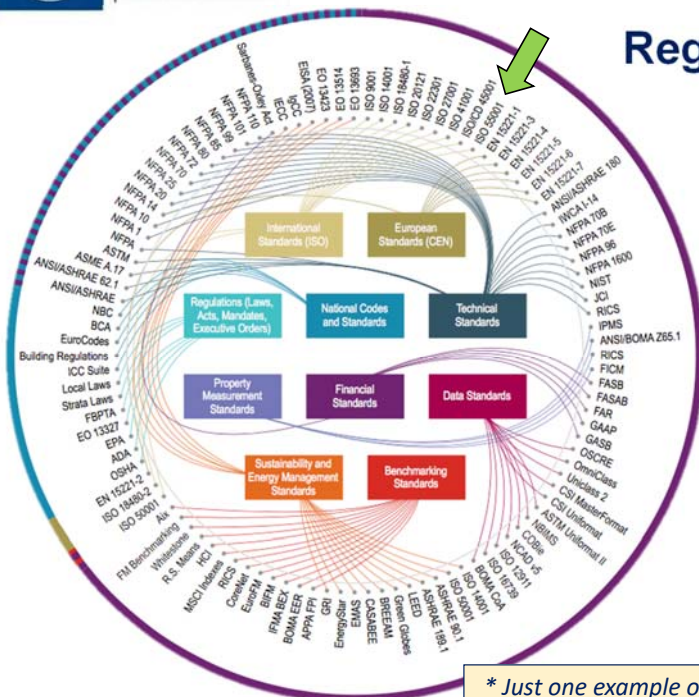 Reg
Sarbanes-Oxley Act
IECC
IgCC
EISA (2007)
EO 13423
EO 13514
EO 13693
ISO 9001
ISO 14001
ISO 18480-1
ISO 20121
ISO 22301
ISO 27001
ISO 41001
ISO/CD 45001
ISO 55001
EN 15221-1
EN 15221-3
EN 15221-4
EN 15221-5
EN 15221-6
EN 15221-7
ANSI/ASHRAE 180
IWCA I-14
NFPA 70B
NFPA 70E
NFPA 96
NFPA 1600
NIST
JCI
RICS
IPMS
ANSI/BOMA Z65.1
RICS
FICM
FASB
FASAB
FAR
GAAP
GASB
OSCRE
OmniClass
Uniclass 2
CSI MasterFormat
CSI Uniformat
ASTM Uniformat II
NBIMS
COBie
NCAD v5
ISO 12911
ISO 16739
BOMA CoA
ISO 14001
ISO 50001
ASHRAE 90.1
ASHRAE 189.1
LEED
Green Globes
BREEAM
CASABEE
EMAS
EnergyStar
GRI
APPA FPI
BOMA EER
IFMA BEX
BIFM
EuroFM
CoreNet
RICS
MSCI Indexes
HCI
R.S. Means
Whitestone
FM Benchmarking
Aix
ISO 50001
ISO 18480-2
EN 15221-2
OSHA
ADA
EPA
EO 13327
FBPTA
Strata Laws
Local Laws
ICC Suite
Building Regulations
EuroCodes
BCA
NBC
ANSI/ASHRAE
ANSI/ASHRAE 62.1
ASME A.17
ASTM
NFPA
NFPA 1
NFPA 10
NFPA 14
NFPA 20
NFPA 25
NFPA 70
NFPA 72
NFPA 80
NFPA 85
NFPA 99
NFPA 101
NFPA 110
International
Standards (ISO)
European
Standards (CEN)
Regulations (Laws,
Acts, Mandates,
Executive Orders)
National Codes
and Standards
Technical
Standards
Property
Measurement
Standards
Financial
Standards
Data Standards
Sustainability and
Energy Management
Standards
Benchmarking
Standards
* Just one example o